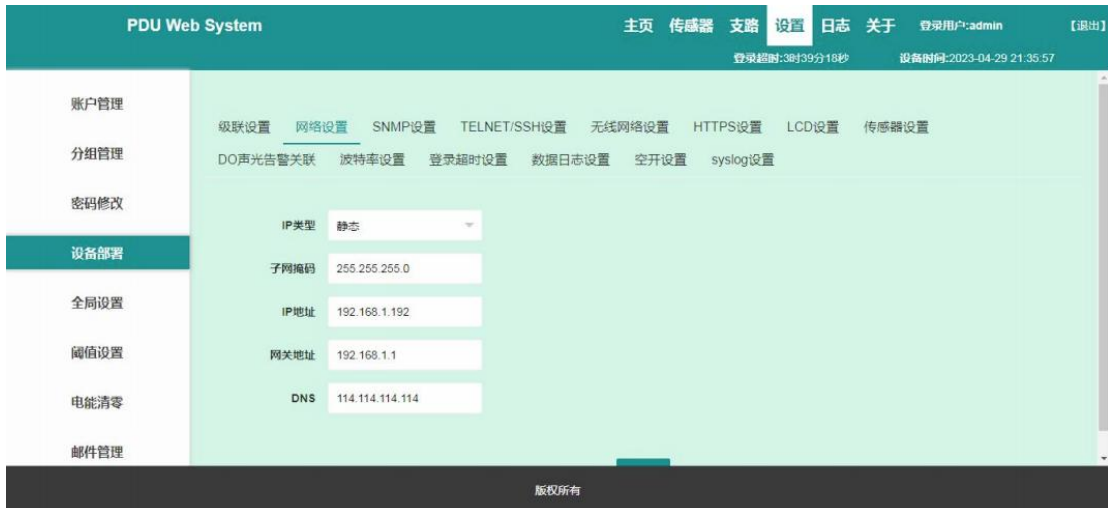 PDU Web System 主页 传感器 支路 设置 日志 关于 登录用户:admin 【退出】
登录超时:3时39分18秒 设备时间:2023-04-29 21:35:57
账户管理
分组管理
密码修改
设备部署
全局设置
阈值设置
电能清零
邮件管理
级联设置 网络设置 SNMP设置 TELNET/SSH设置 无线网络设置 HTTPS设置 LCD设置 传感器设置
DO声光告警关联 波特率设置 登录超时设置 数据日志设置 空开设置 syslog设置
IP类型 静态
子网掩码 255.255.255.0
IP地址 192.168.1.192
网关地址 192.168.1.1
DNS 114.114.114.114
版权所有